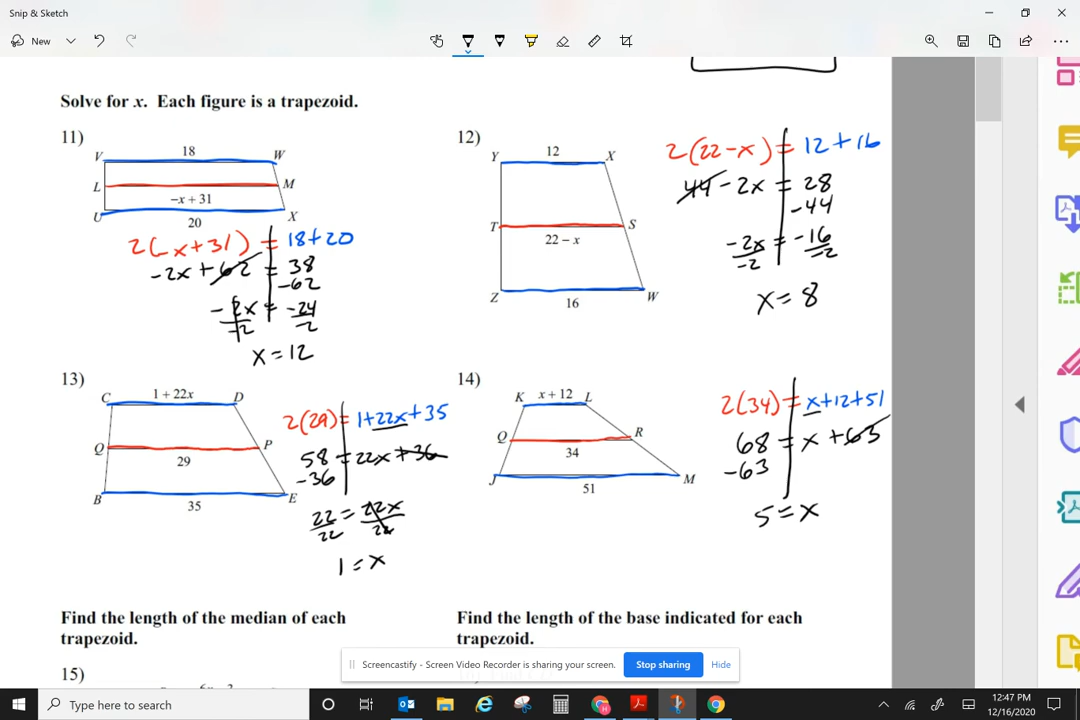 Snip & Sketch
New
Solve for x. Each figure is a trapezoid.
11)
18
V
W
L
M
−x + 31
U
X
20
2(-x+31) = 18+20
-2x+62 = 38
-62
-2x = -24
-2 -2
x=12
12)
12
Y
X
T
S
22 − x
Z
W
16
2(22-x) = 12+16
44-2x = 28
-44
-2x = -16
-2 -2
x=8
13)
1 + 22x
C
D
Q
P
29
B
E
35
2(29) = 1+22x+35
58 = 22x+36
-36
22 = 22x
22 22
1=x
14)
x + 12
K
L
Q
R
34
J
M
51
2(34) = x+12+51
68 = x+63
-63
5=x
Find the length of the median of each
trapezoid.
Find the length of the base indicated for each
trapezoid.
15)
Screencastify - Screen Video Recorder is sharing your screen.
Stop sharing
Hide
Type here to search
12:47 PM
12/16/2020